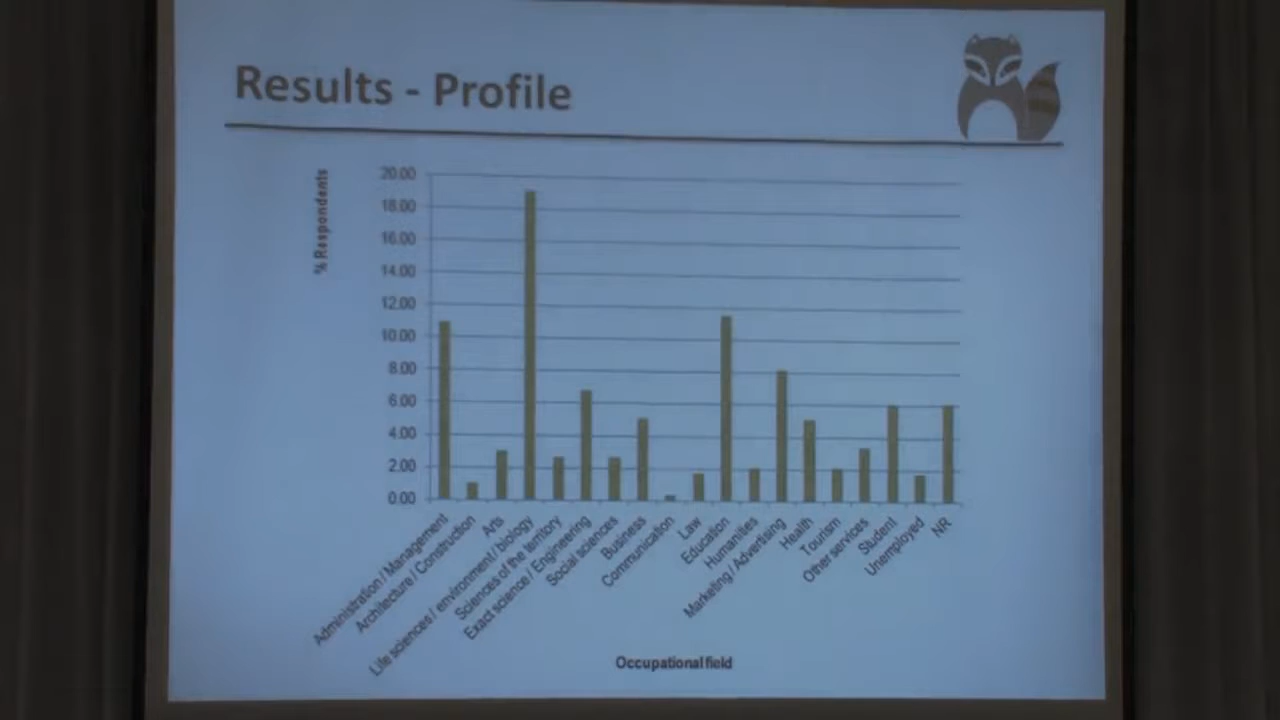 Results - Profile
% Respondents
20.00
18.00
16.00
14.00
12.00
10.00
8.00
6.00
4.00
2.00
0.00
Administration / Management
Architecture / Construction
Arts
Life sciences / environment / biology
Sciences of the territory
Exact science / Engineering
Social sciences
Business
Communication
Law
Education
Humanities
Marketing / Advertising
Health
Tourism
Other services
Student
Unemployed
NR
Occupational field